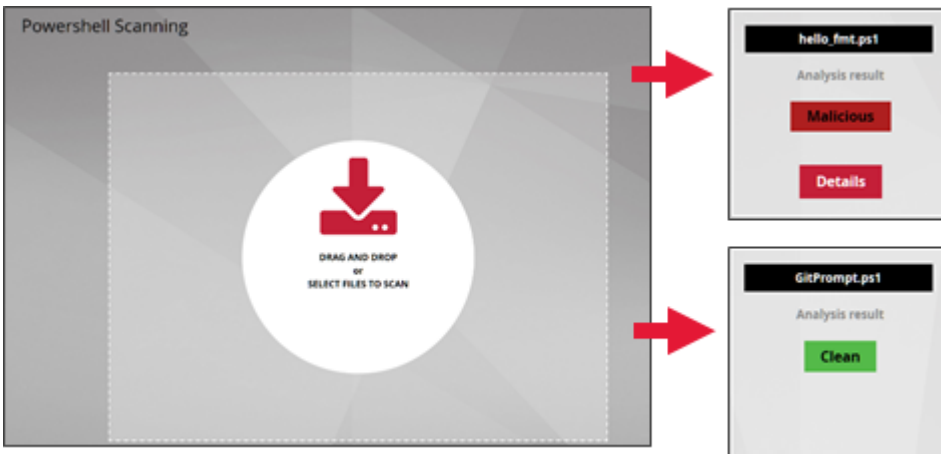 Powershell Scanning
DRAG AND DROP
or
SELECT FILES TO SCAN
hello_fmt.ps1
Analysis result
Malicious
Details
GitPrompt.ps1
Analysis result
Clean